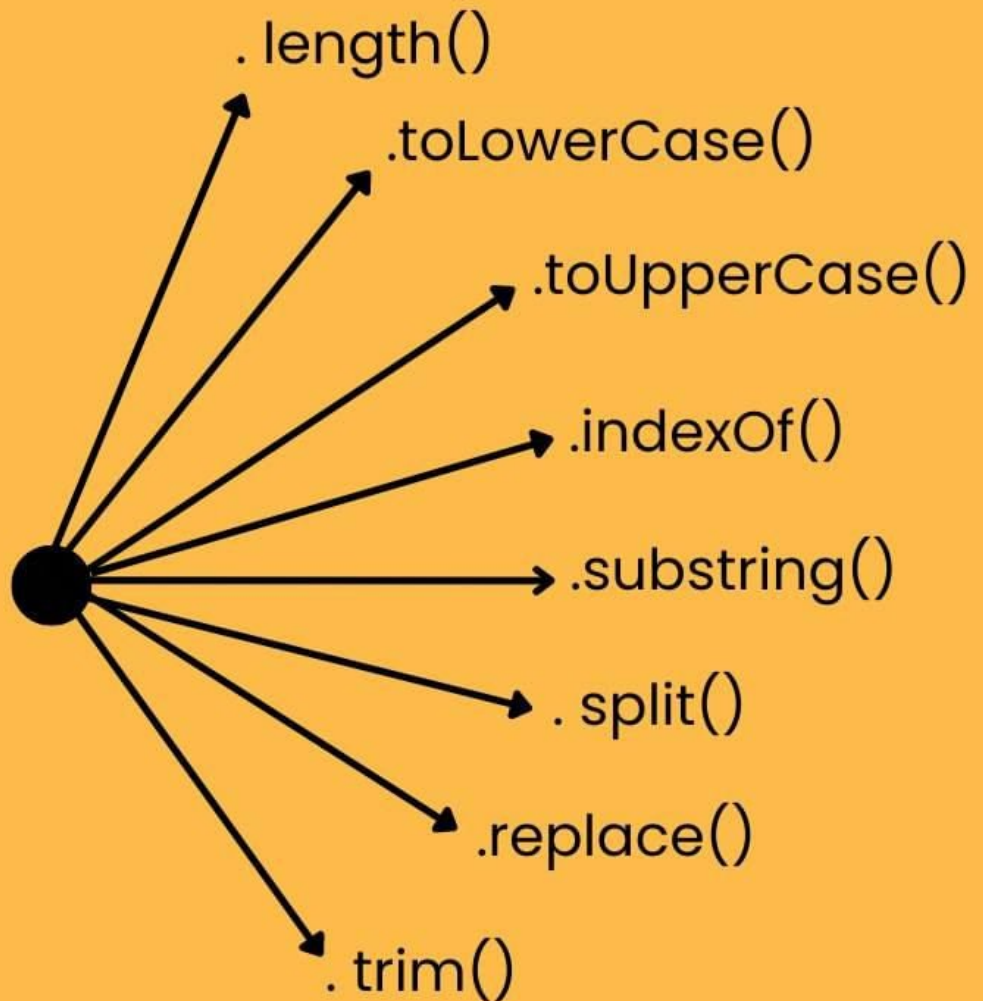 . length()
.toLowerCase()
.toUpperCase()
.indexOf()
.substring()
. split()
.replace()
. trim()